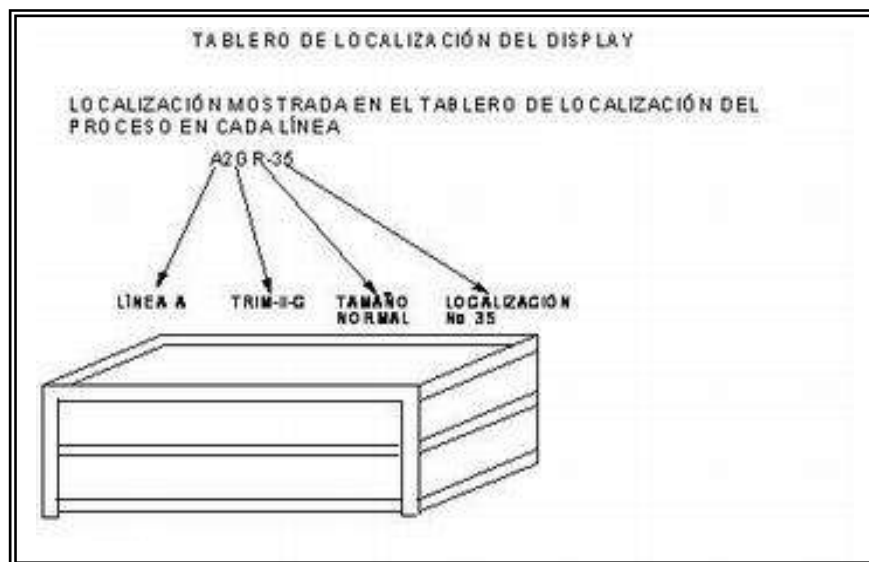 TABLERO DE LOCALIZACIÓN DEL DISPLAY
LOCALIZACIÓN MOSTRADA EN EL TABLERO DE LOCALIZACIÓN DEL
PROCESO EN CADA LÍNEA
A2G R-35
LÍNEA A TRIM-II-G TAMAÑO NORMAL LOCALIZACIÓN No 35